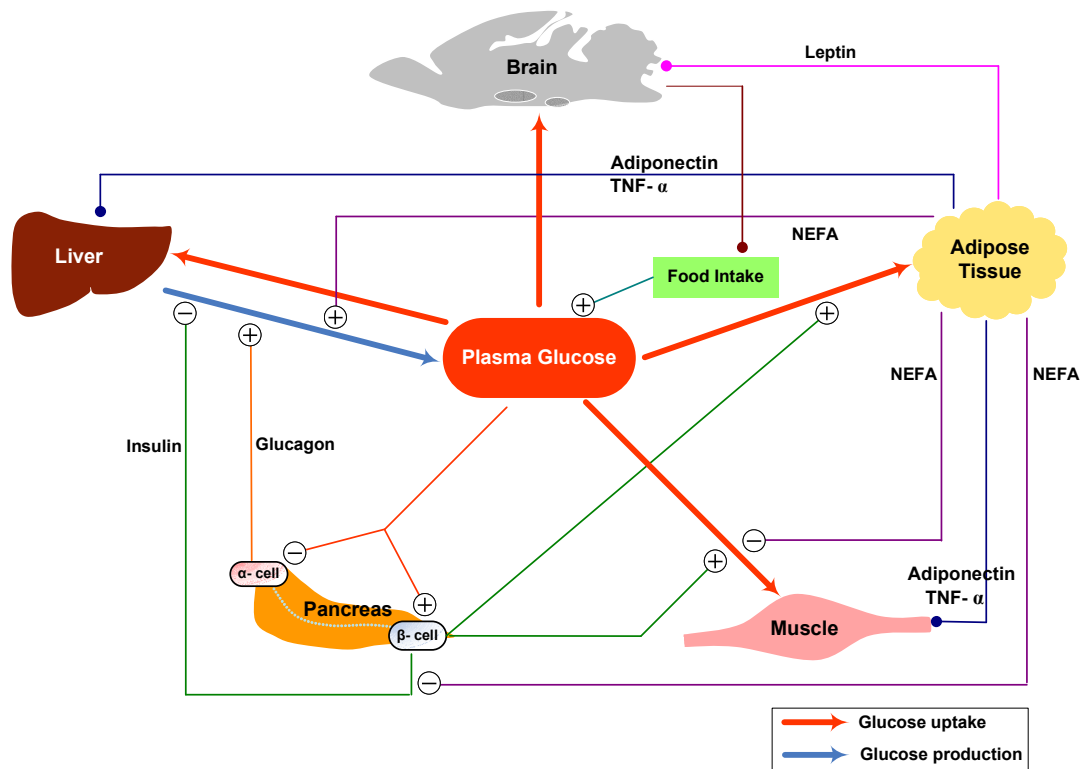 Leptin
Brain
Adiponectin
TNF- α
NEFA
Liver
Adipose
Tissue
Food Intake
+
+
+
−
+
Plasma Glucose
NEFA
NEFA
Insulin
Glucagon
−
+
−
α- cell
Adiponectin
TNF- α
Pancreas
+
β- cell
Muscle
−
Glucose uptake
Glucose production